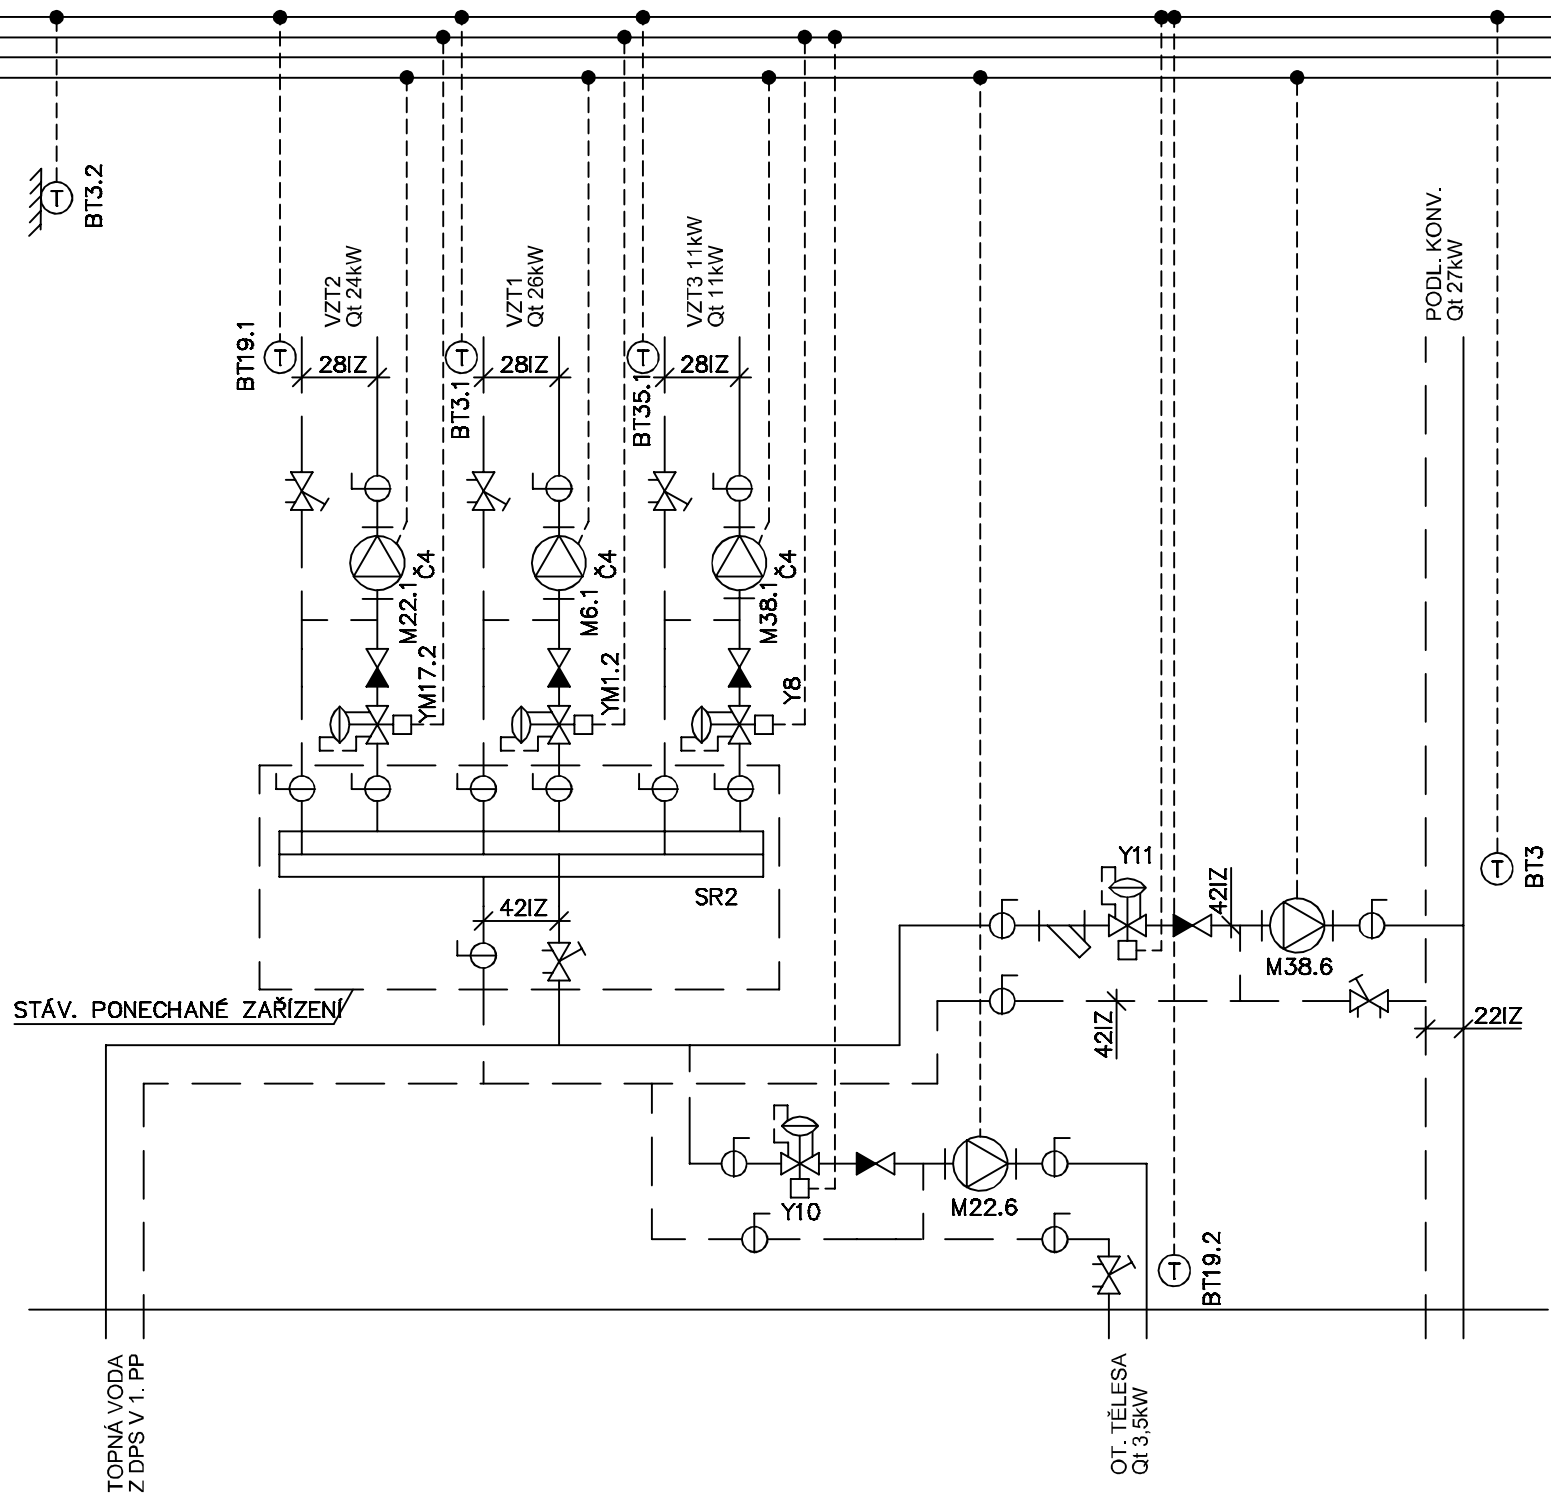 BT3.2
BT19.1
VZT2
Qt 24kW
28IZ
BT3.1
VZT1
Qt 26kW
28IZ
BT35.1
VZT3 11kW
Qt 11kW
28IZ
PODL. KONV.
Qt 27kW
T
T
T
T
M22.1
Č4
M6.1
Č4
M38.1
Č4
YM17.2
YM1.2
Y8
SR2
42IZ
STÁV. PONECHANÉ ZAŘÍZENÍ
Y11
42IZ
M38.6
T
BT3
42IZ
22IZ
Y10
M22.6
T
BT19.2
TOPNÁ VODA
Z DPS V 1. PP
OT. TĚLESA
Qt 3,5kW